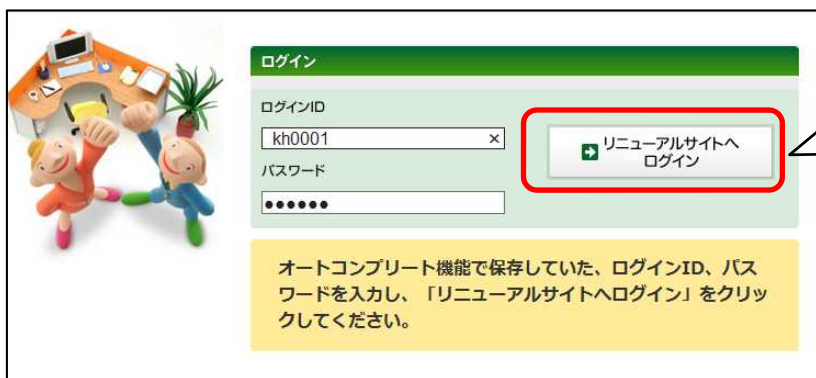 ログイン
ログインID
kh0001
×
パスワード
●●●●●●
リニューアルサイトへ
ログイン
オートコンプリート機能で保存していた、ログインID、パス
ワードを入力し、「リニューアルサイトへログイン」をクリッ
クしてください。